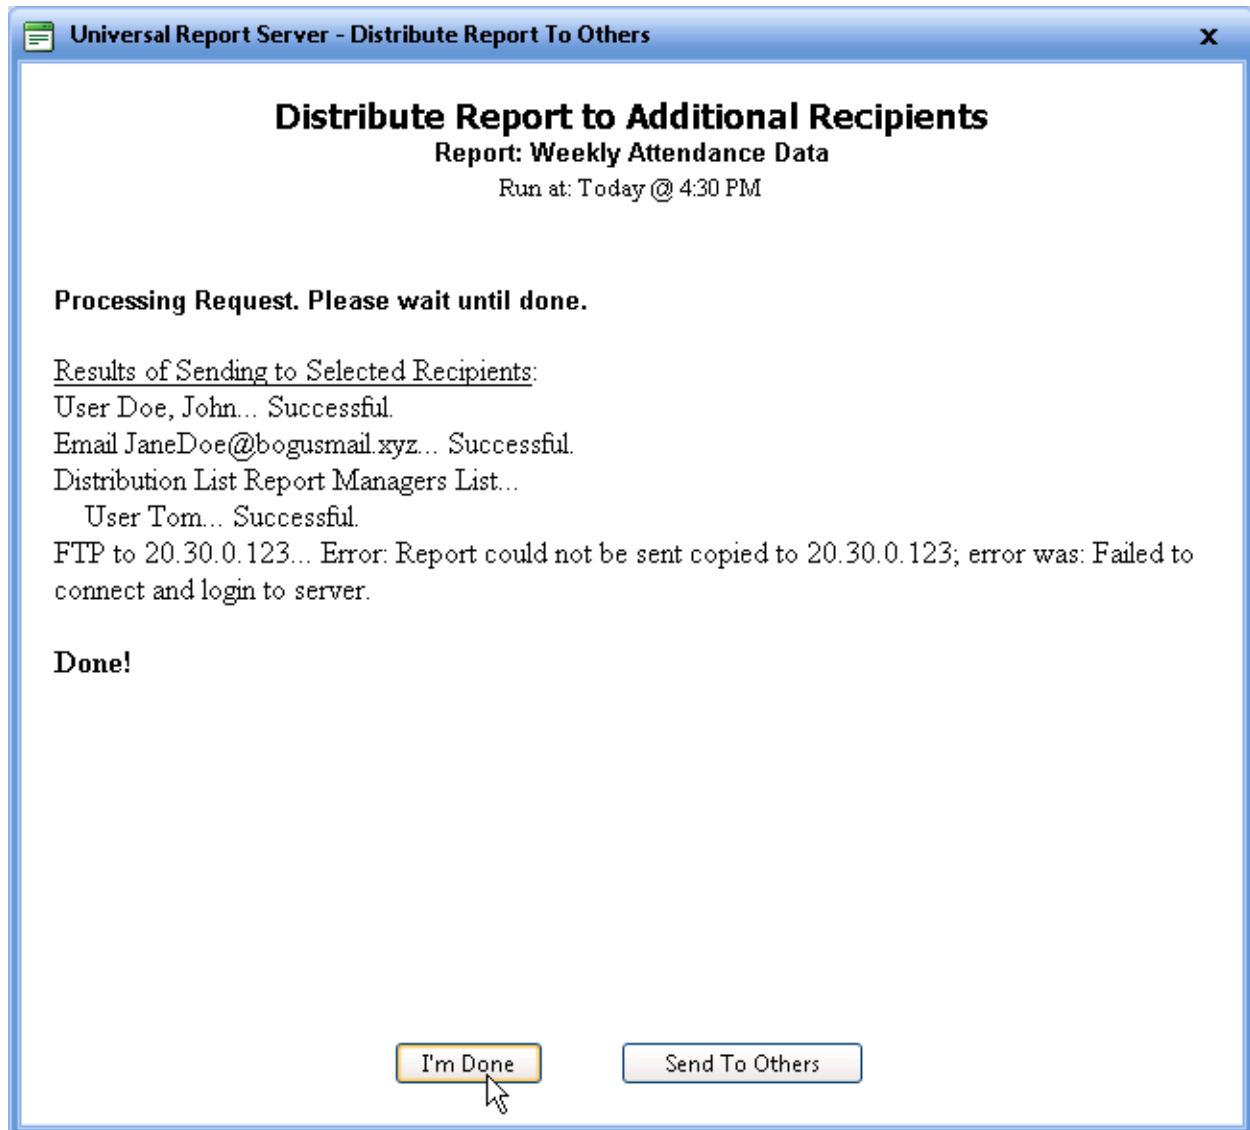 Universal Report Server - Distribute Report To Others
x
Distribute Report to Additional Recipients
Report: Weekly Attendance Data
Run at: Today @ 4:30 PM
Processing Request. Please wait until done.
Results of Sending to Selected Recipients:
User Doe, John... Successful.
Email JaneDoe@bogusmail.xyz... Successful.
Distribution List Report Managers List...
User Tom... Successful.
FTP to 20.30.0.123... Error: Report could not be sent copied to 20.30.0.123; error was: Failed to
connect and login to server.
Done!
I'm Done
Send To Others